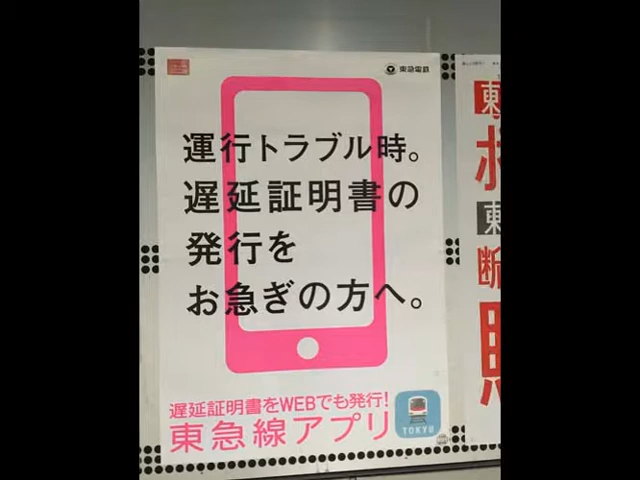 東急電鉄
運行トラブル時。
遅延証明書の
発行を
お急ぎの方へ。
遅延証明書をWEBでも発行!
東急線アプリ
TOKYU
東
東
断